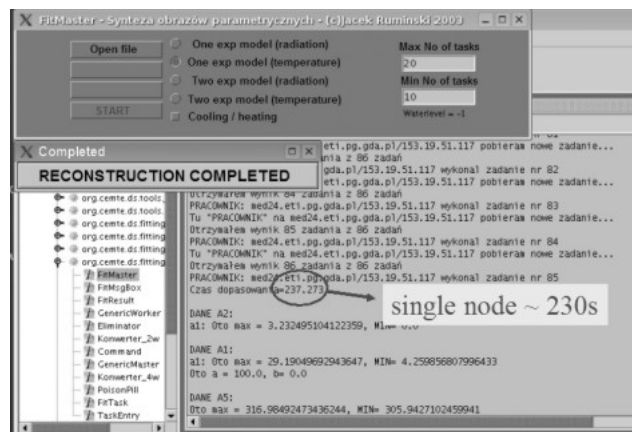 FitMaster - Synteza obrazów parametrycznych - (c)Jacek Ruminski 2003
Open file
START
One exp model (radiation)
One exp model (temperature)
Two exp model (radiation)
Two exp model (temperature)
Cooling / heating
Max No of tasks
20
Min No of tasks
10
Waterlevel = -1
Completed
RECONSTRUCTION COMPLETED
org.cemte.ds.tools.
org.cemte.ds.tools.
org.cemte.ds.fitting
org.cemte.ds.fitting
org.cemte.ds.fitting
FitMaster
FitMsgBox
FitResult
GenericWorker
Eliminator
Konwerter_2w
Command
GenericMaster
Konwerter_4w
PoisonPill
FitTask
TaskEntry
eti.pg.gda.pl/153.19.51.117 pobieram nowe zadanie...
ania z 86 zadań
eti.pg.gda.pl/153.19.51.117 wykonal zadanie nr 82
eti.pg.gda.pl/153.19.51.117 pobieram nowe zadanie...
Otrzymałem wynik 84 zadania z 86 zadań
PRACOWNIK: med24.eti.pg.gda.pl/153.19.51.117 wykonal zadanie nr 83
Tu "PRACOWNIK" na med24.eti.pg.gda.pl/153.19.51.117 pobieram nowe zadanie...
Otrzymałem wynik 85 zadania z 86 zadań
PRACOWNIK: med24.eti.pg.gda.pl/153.19.51.117 wykonal zadanie nr 84
Tu "PRACOWNIK" na med24.eti.pg.gda.pl/153.19.51.117 pobieram nowe zadanie...
Otrzymałem wynik 86 zadania z 86 zadań
PRACOWNIK: med24.eti.pg.gda.pl/153.19.51.117 wykonal zadanie nr 85
Czas dopasowania=237.273
single node ~ 230s
DANE A2:
a1: Oto max = 3.232495104122359, MIN= 0.0
DANE A1:
a1: Oto max = 29.19049692943647, MIN= 4.259856807996433
Oto a = 100.0, b= 0.0
DANE A5:
Oto max = 316.98492473436244, MIN= 305.9427102459941